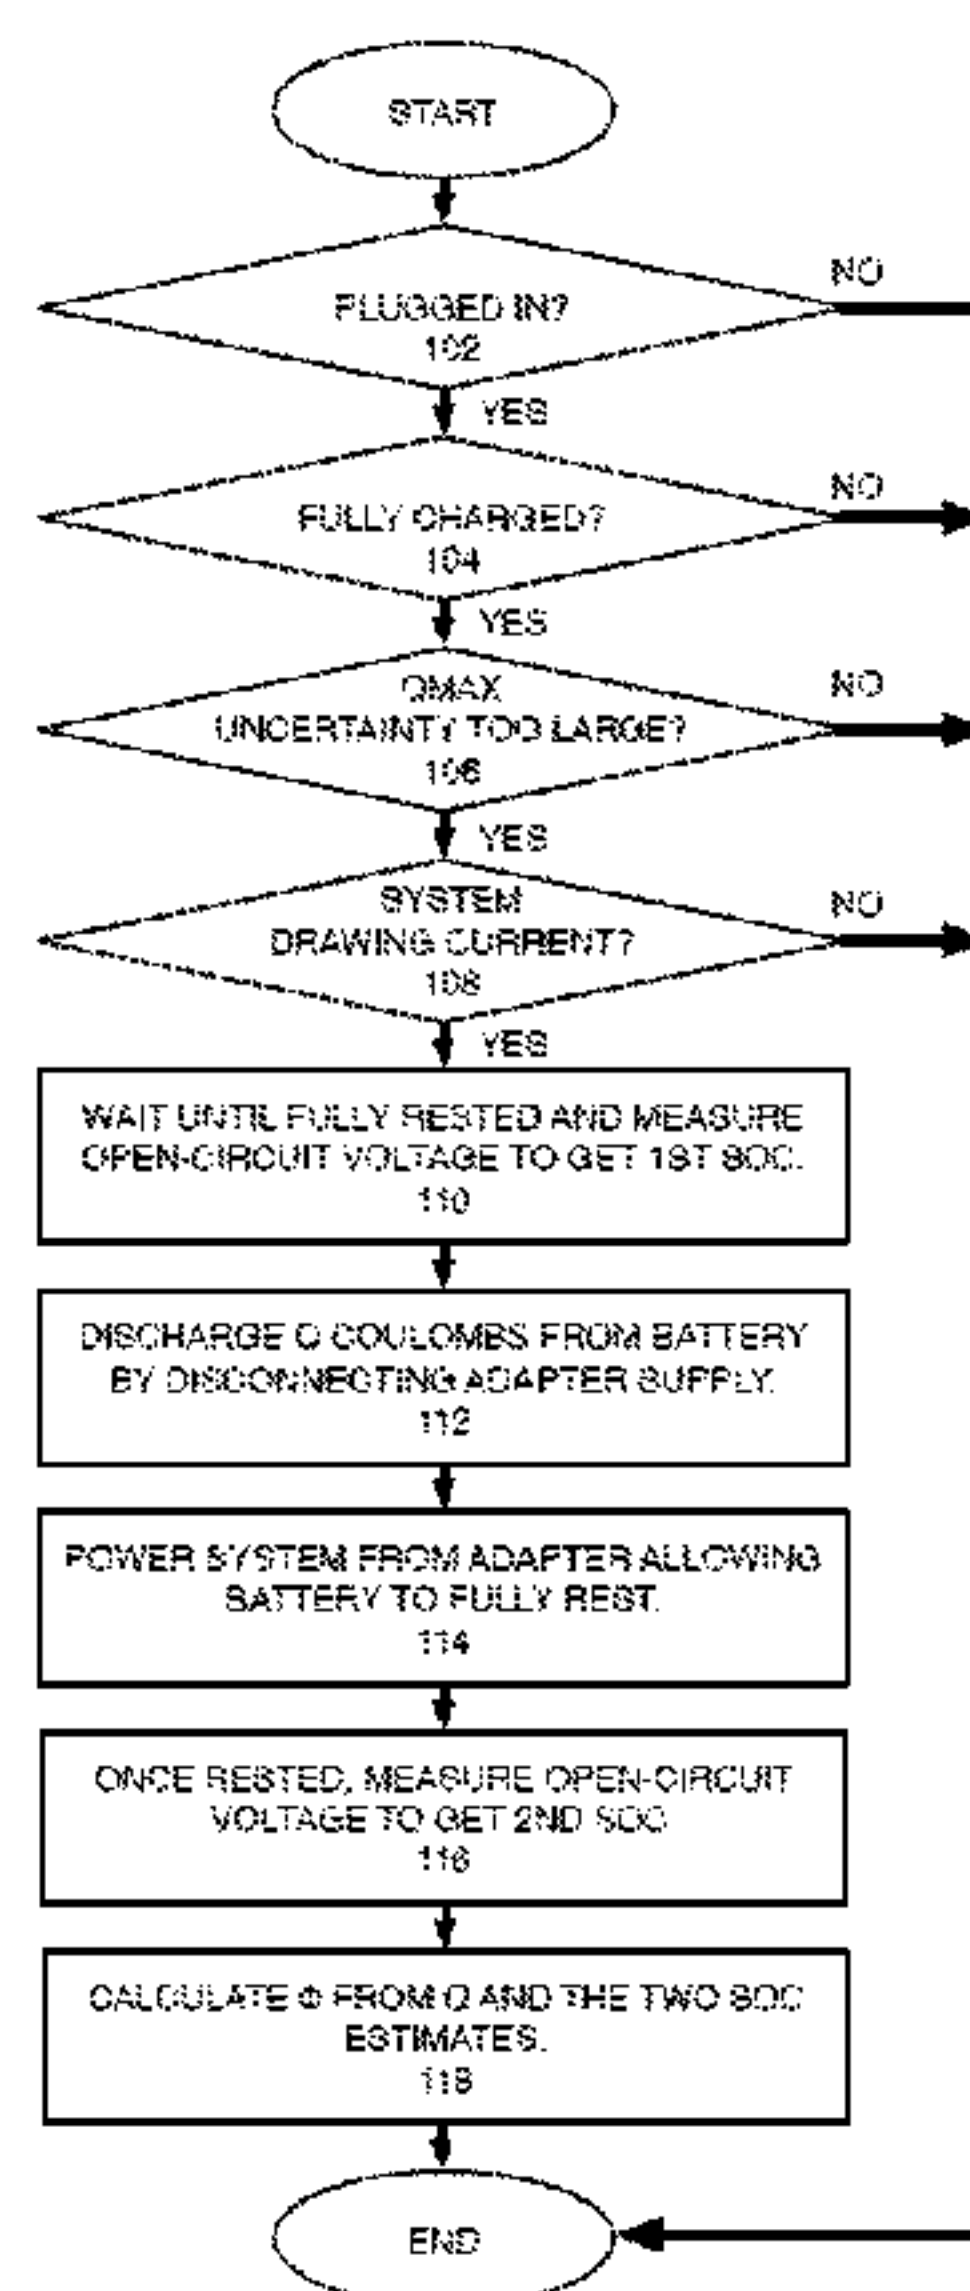 START
PLUGGED IN?
102
NO
YES
FULLY CHARGED?
104
NO
YES
QMAX
UNCERTAINTY TOO LARGE?
106
NO
YES
SYSTEM
DRAWING CURRENT?
108
NO
YES
WAIT UNTIL FULLY RESTED AND MEASURE
OPEN-CIRCUIT VOLTAGE TO GET 1ST SOC.
110
DISCHARGE Q COULOMBS FROM BATTERY
BY DISCONNECTING ADAPTER SUPPLY.
112
POWER SYSTEM FROM ADAPTER ALLOWING
BATTERY TO FULLY REST.
114
ONCE RESTED, MEASURE OPEN-CIRCUIT
VOLTAGE TO GET 2ND SOC
116
CALCULATE Φ FROM Q AND THE TWO SOC
ESTIMATES.
118
END